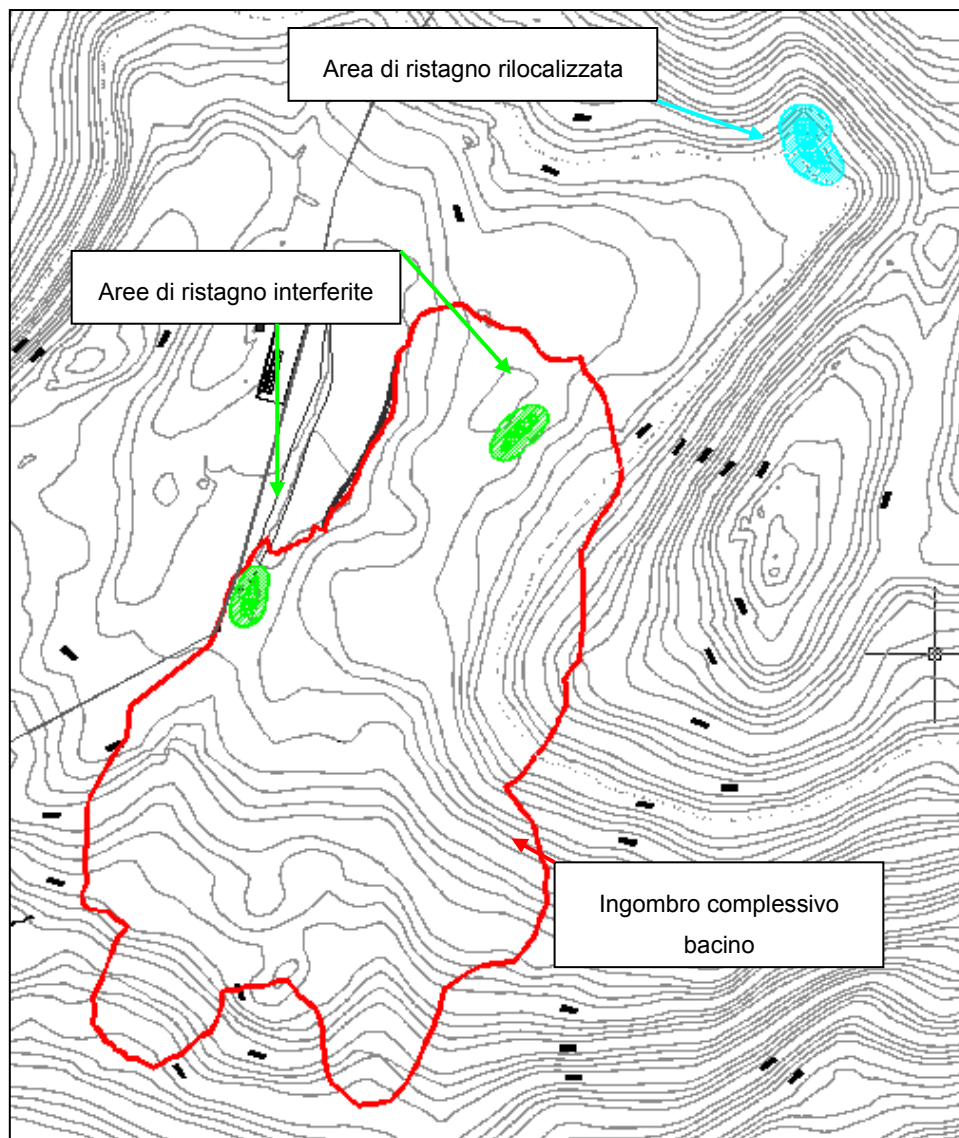 Area di ristagno rilocalizzata
Aree di ristagno interferite
Ingombro complessivo
bacino